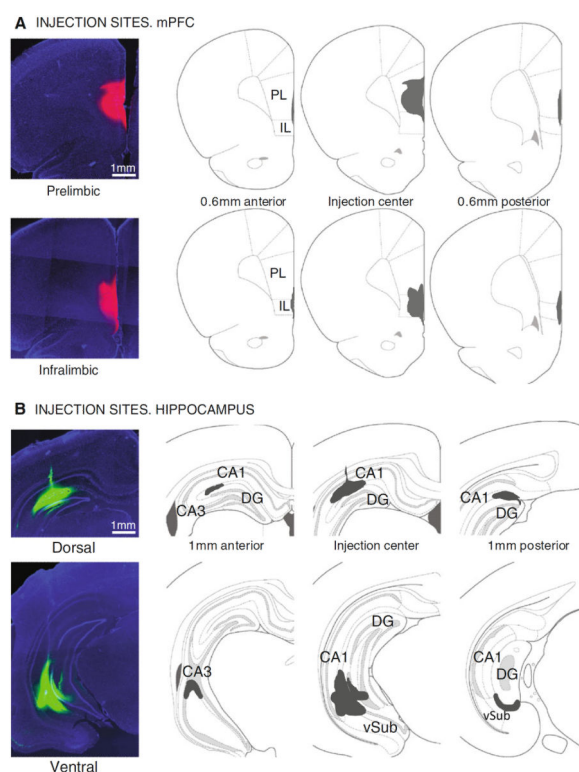 A INJECTION SITES. mPFC
PL
IL
1mm
Prelimbic
0.6mm anterior
Injection center
0.6mm posterior
PL
IL
Infralimbic
B INJECTION SITES. HIPPOCAMPUS
CA1
DG
CA3
CA1
DG
CA1
DG
1mm
Dorsal
1mm anterior
Injection center
1mm posterior
CA3
DG
CA1
vSub
CA1
DG
vSub
Ventral